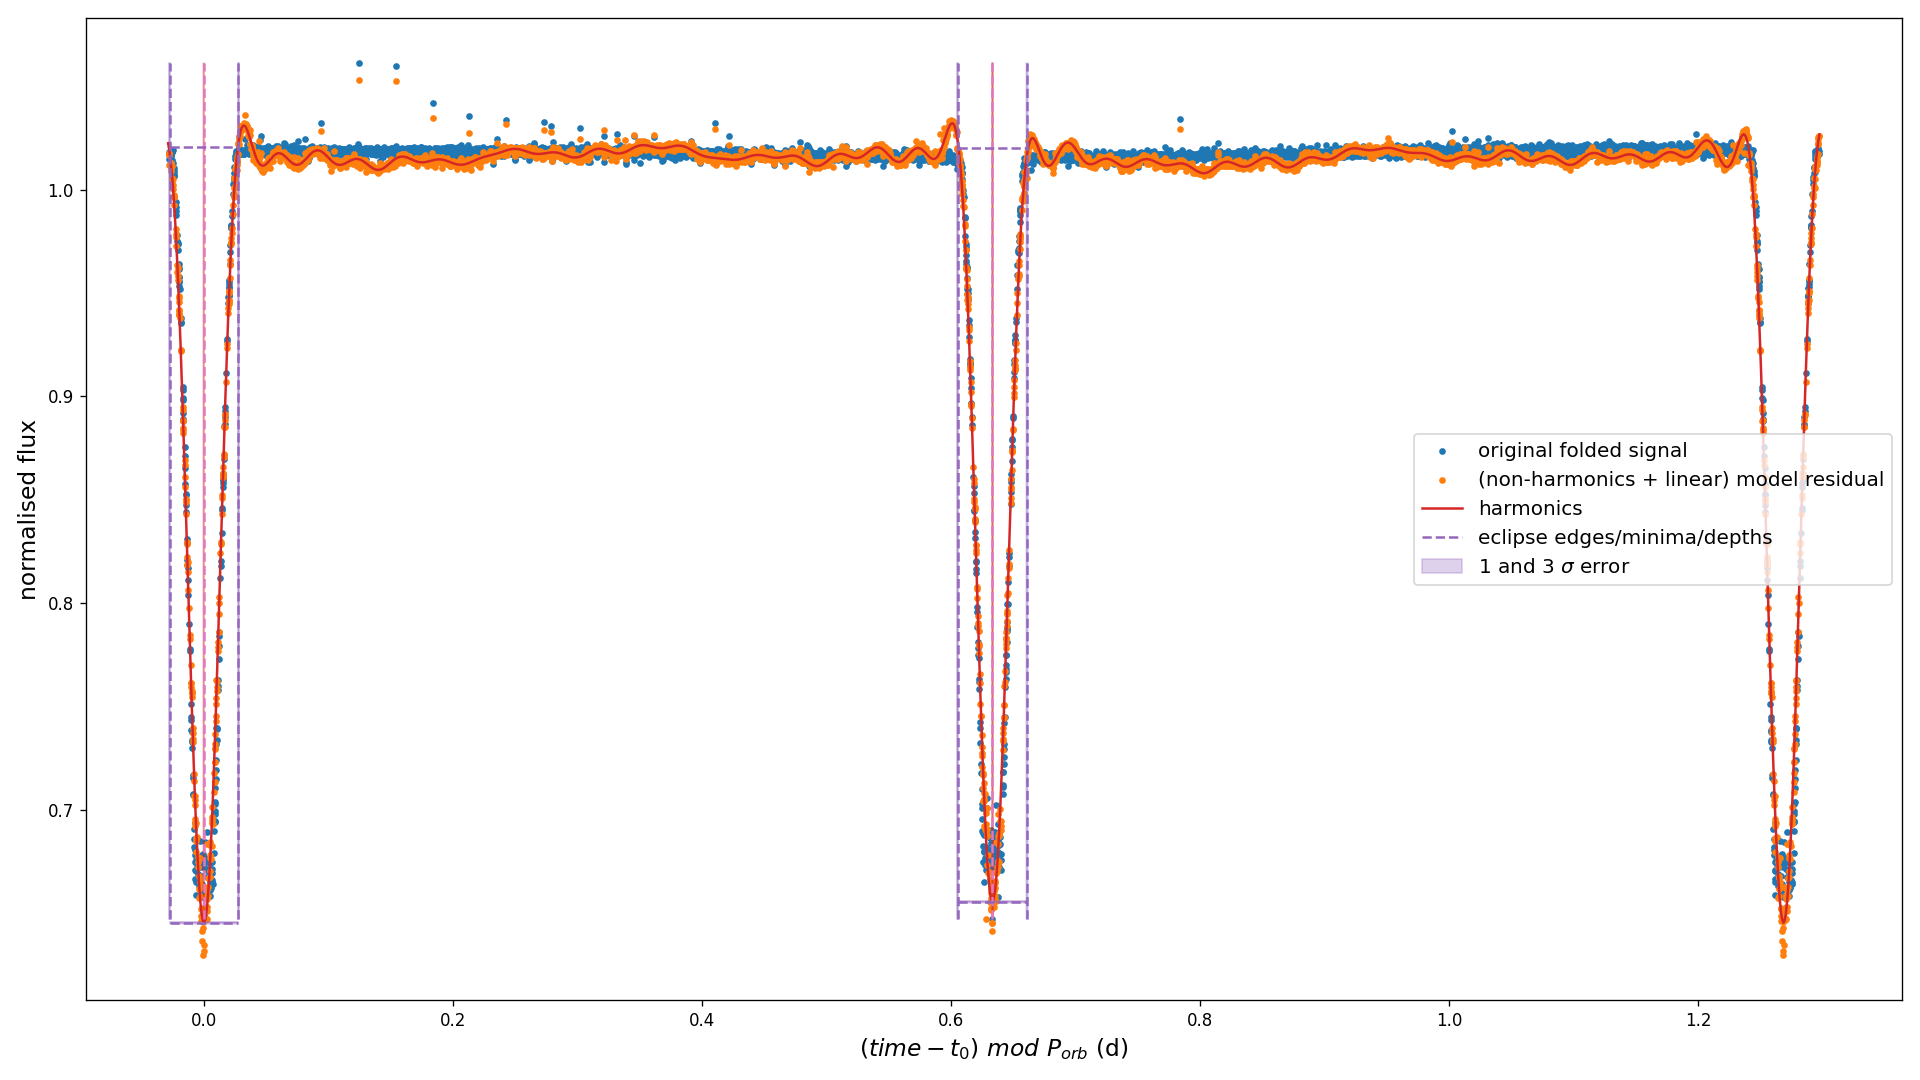 normalised flux
1.0
0.9
0.8
0.7
original folded signal
(non-harmonics + linear) model residual
harmonics
eclipse edges/minima/depths
1 and 3 σ error
0.0 0.2 0.4 0.6 0.8 1.0 1.2
(time − t₀) mod Pₒᵣb (d)